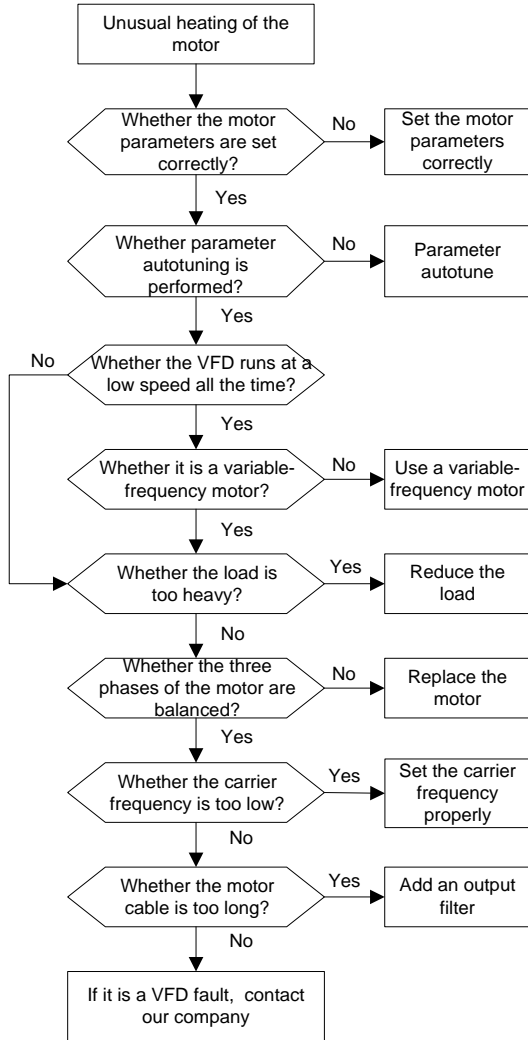 Unusual heating of the
motor
Whether the motor
parameters are set
correctly?
No
Set the motor
parameters
correctly
Yes
Whether parameter
autotuning is
performed?
No
Parameter
autotune
Yes
No
Whether the VFD runs at a
low speed all the time?
Yes
Whether it is a variable-
frequency motor?
No
Use a variable-
frequency motor
Yes
Whether the load is
too heavy?
Yes
Reduce the
load
No
Whether the three
phases of the motor are
balanced?
No
Replace the
motor
Yes
Whether the carrier
frequency is too low?
Yes
Set the carrier
frequency
properly
No
Whether the motor
cable is too long?
Yes
Add an output
filter
No
If it is a VFD fault, contact
our company